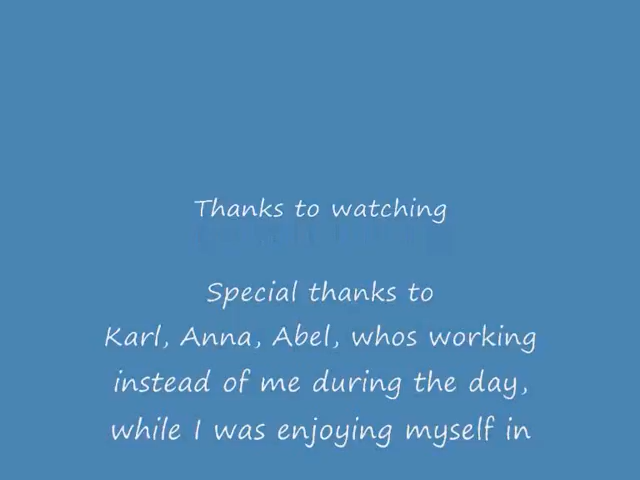 Thanks to watching
Special thanks to
Karl, Anna, Abel, whos working
instead of me during the day,
while I was enjoying myself in